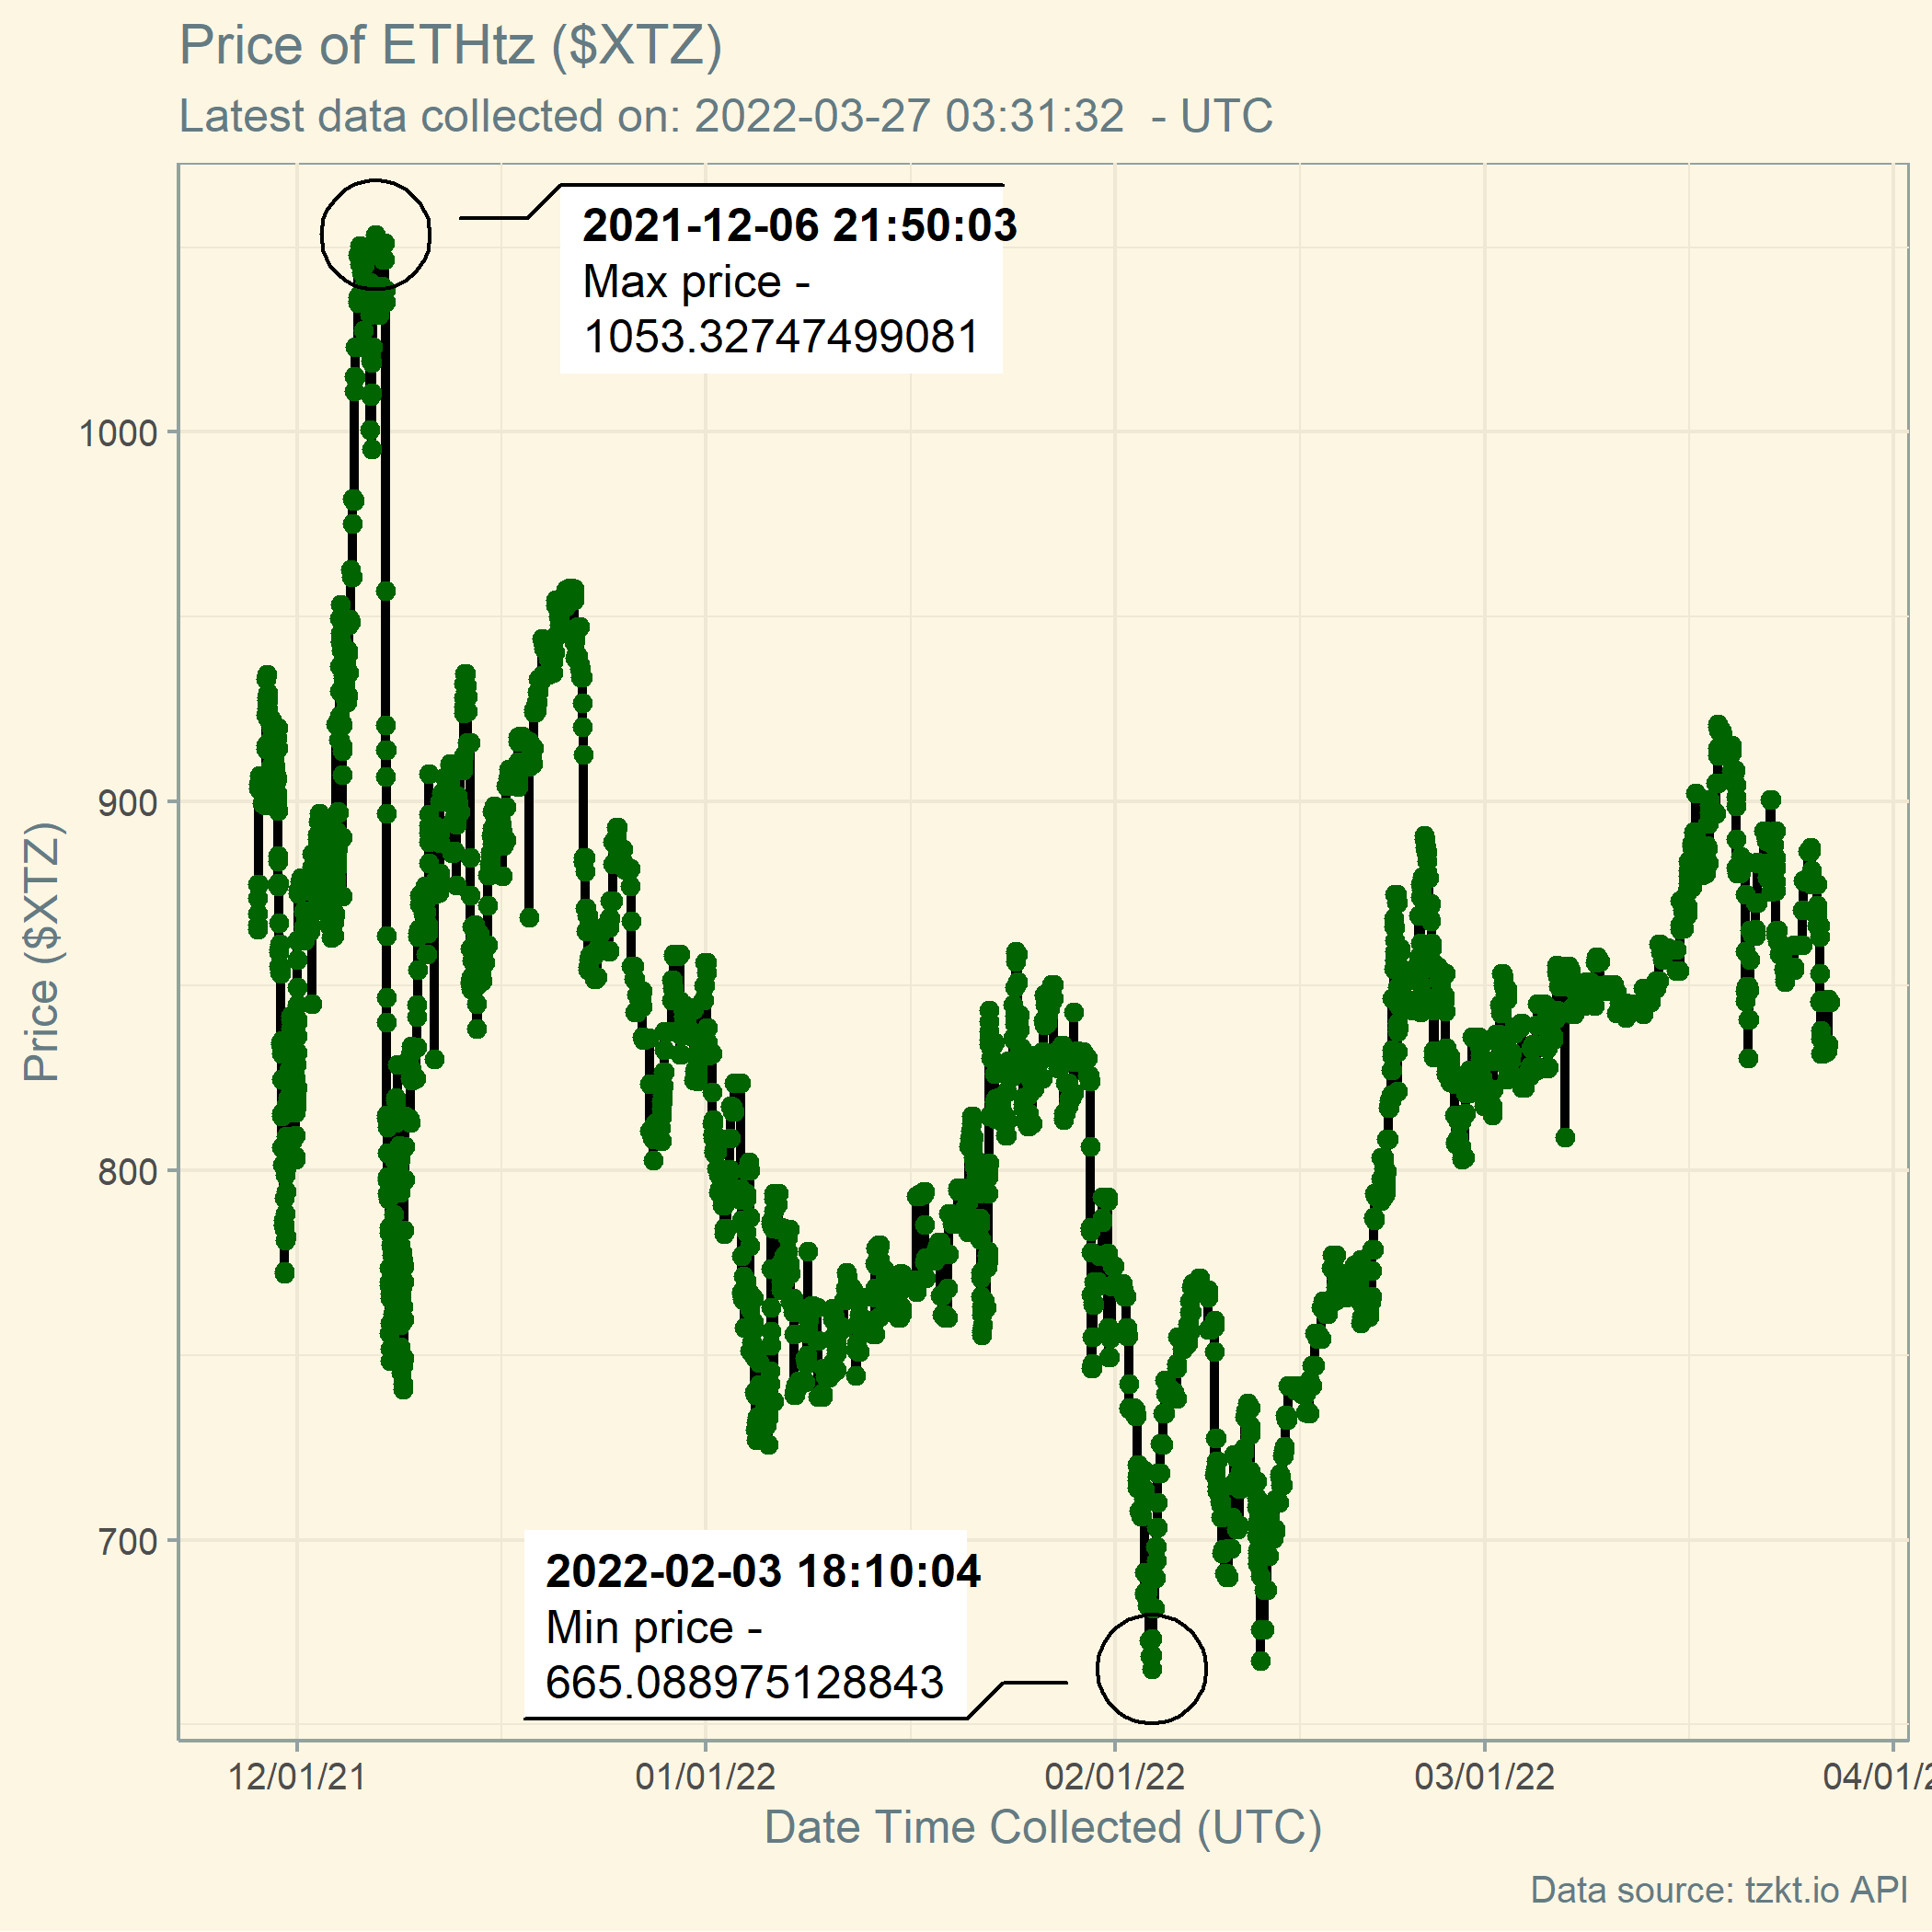 Price of ETHtz ($XTZ)
Latest data collected on: 2022-03-27 03:31:32  - UTC
2021-12-06 21:50:03
Max price -
1053.32747499081
1000
900
800
700
Price ($XTZ)
2022-02-03 18:10:04
Min price -
665.088975128843
12/01/21
01/01/22
02/01/22
03/01/22
04/01/2
Date Time Collected (UTC)
Data source: tzkt.io API